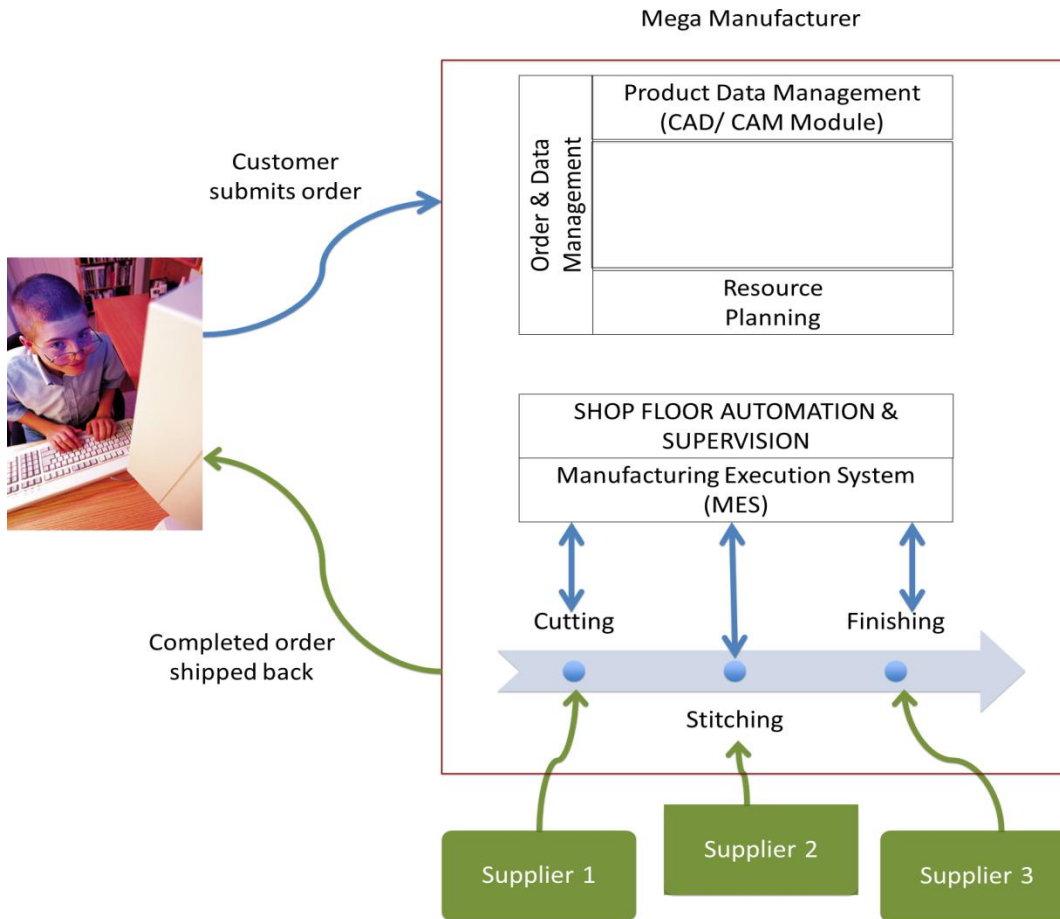 Mega Manufacturer
Product Data Management
(CAD/ CAM Module)
Order & Data
Management
Resource
Planning
Customer
submits order
SHOP FLOOR AUTOMATION &
SUPERVISION
Manufacturing Execution System
(MES)
Cutting
Finishing
Completed order
shipped back
Stitching
Supplier 1
Supplier 2
Supplier 3